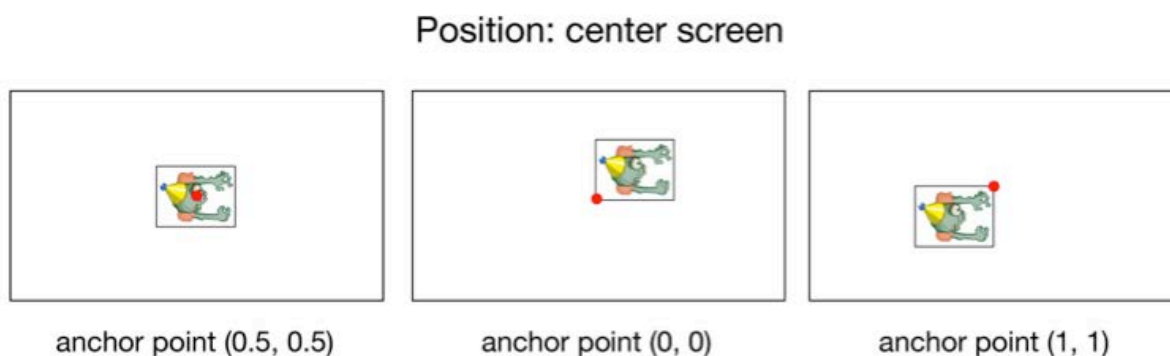 Position: center screen
anchor point (0.5, 0.5)
anchor point (0, 0)
anchor point (1, 1)